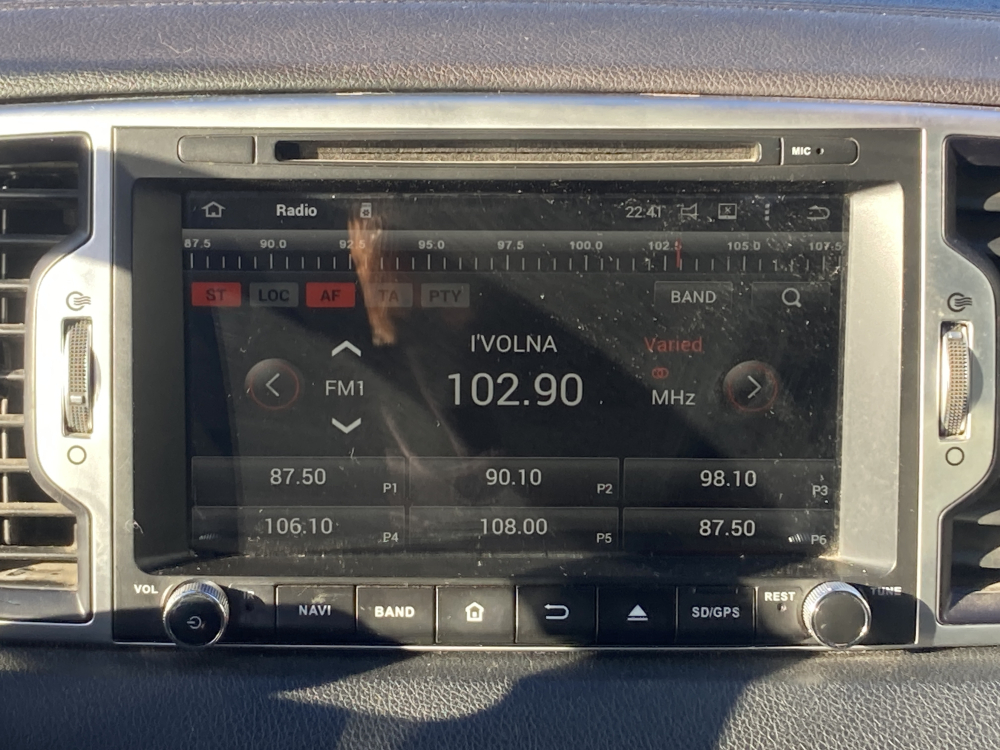 MIC
Radio 22:41
87.5 90.0 92.5 95.0 97.5 100.0 102.5 105.0 107.5
ST LOC AF TA PTY BAND
I'VOLNA Varied
FM1 102.90 MHz
87.50 P1 90.10 P2 98.10 P3
106.10 P4 108.00 P5 87.50 P6
VOL IR NAVI BAND SD/GPS REST TUNE